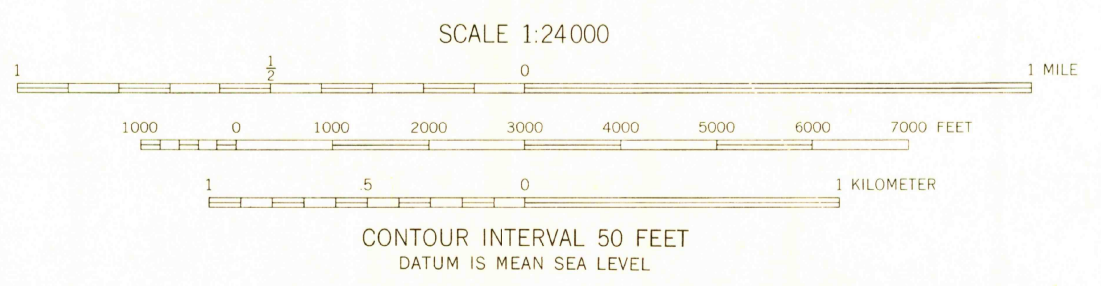 SCALE 1:24000
1 1/2 0 1 MILE
1000 0 1000 2000 3000 4000 5000 6000 7000 FEET
1 .5 0 1 KILOMETER
CONTOUR INTERVAL 50 FEET
DATUM IS MEAN SEA LEVEL